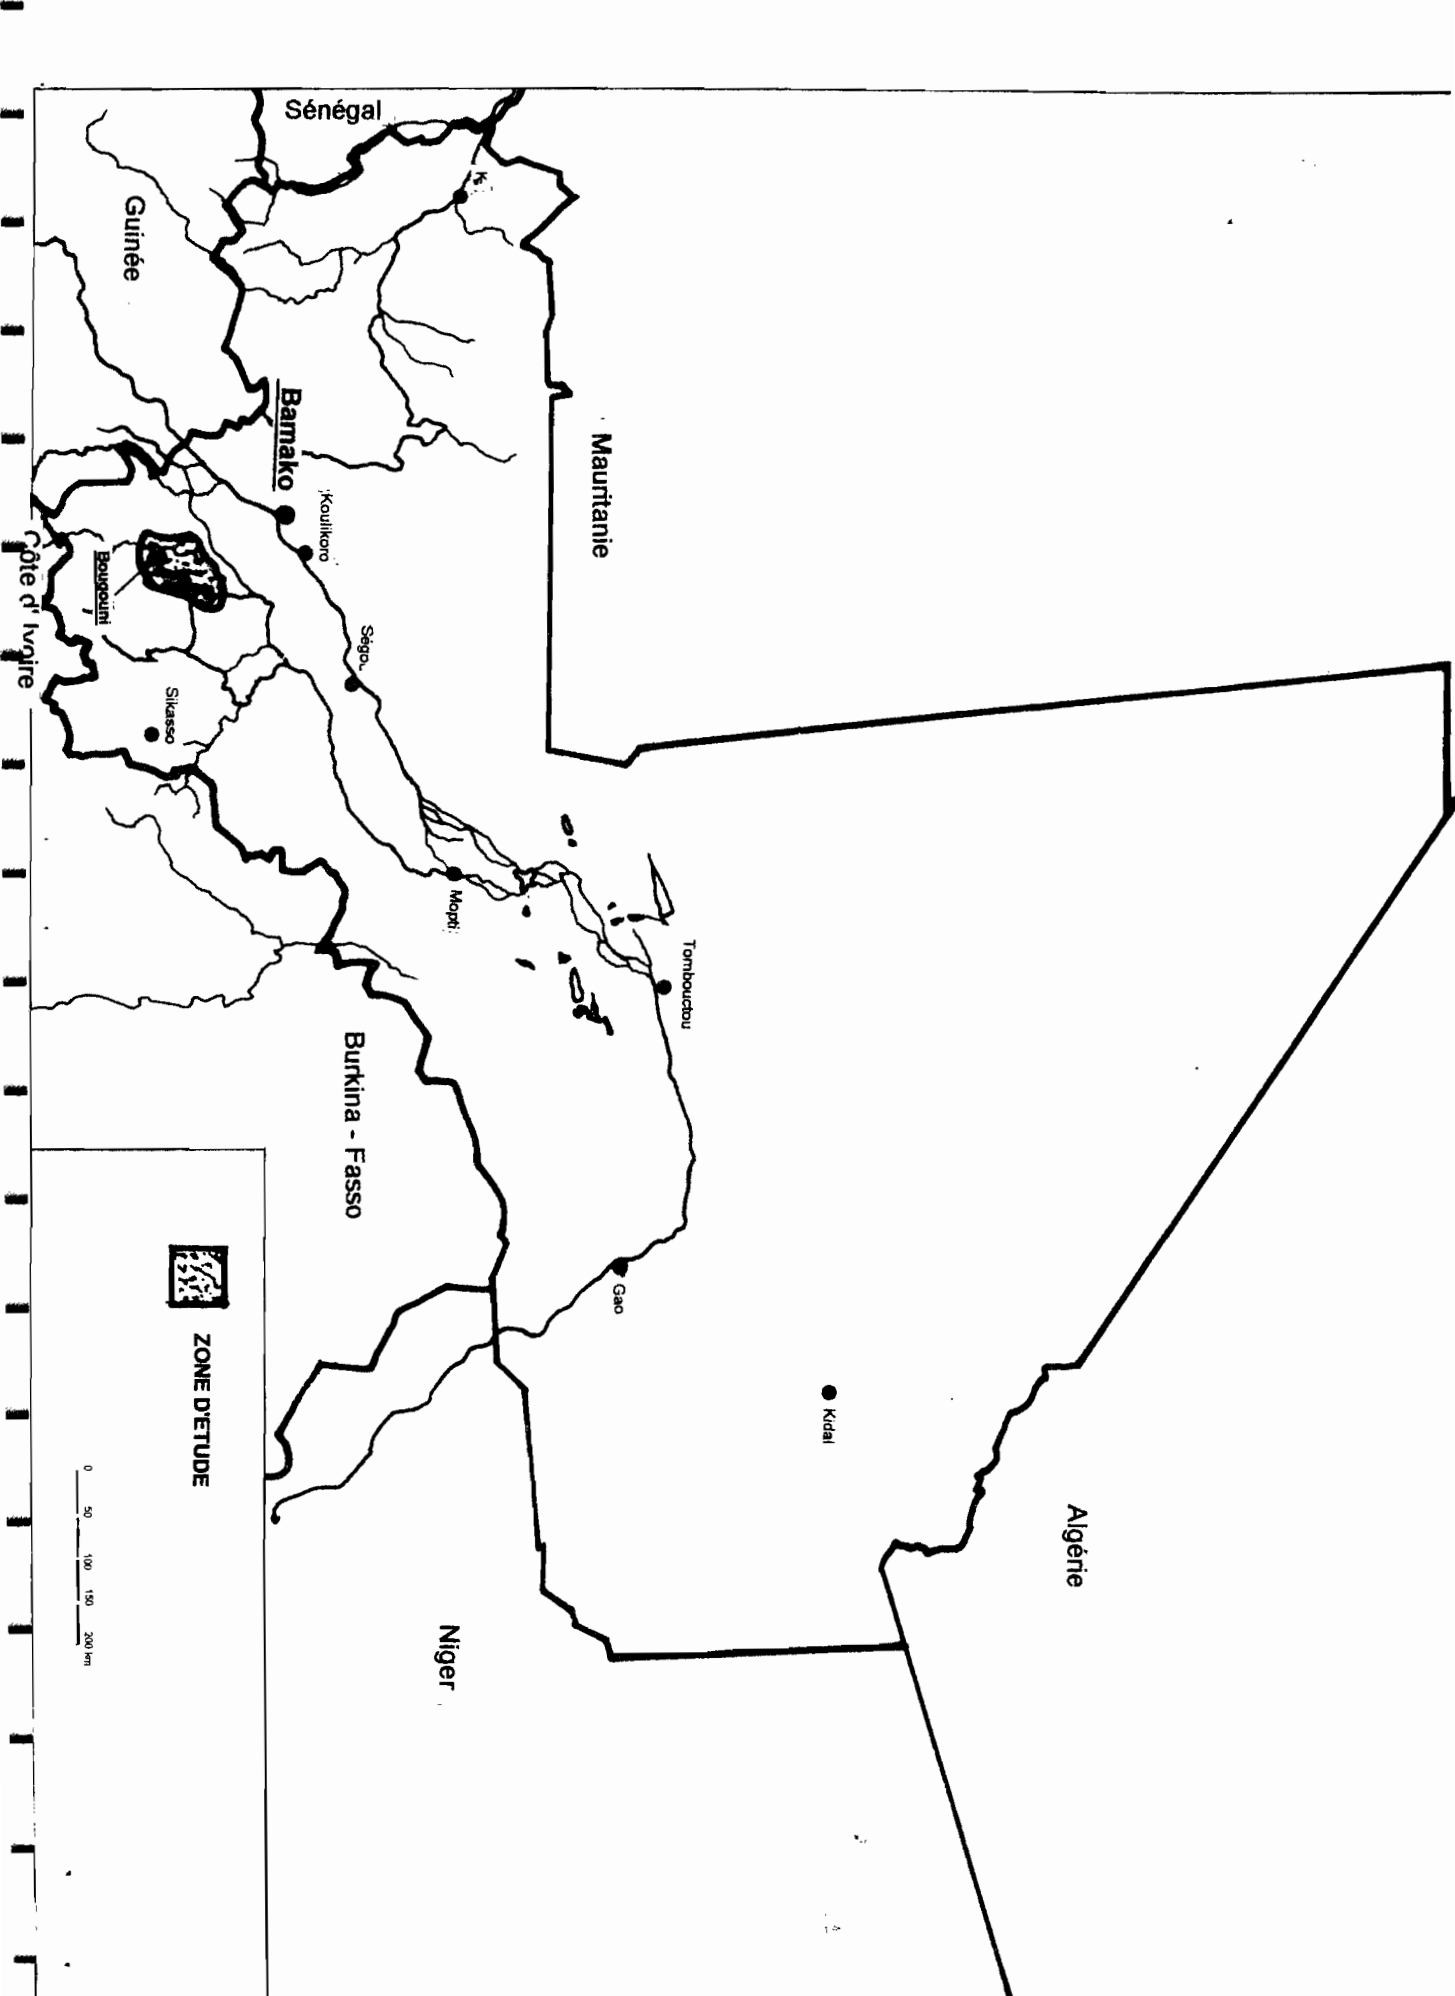 Sénégal
Guinée
Mauritanie
Bamako
Koulikoro
Bougouni
Côte d' Ivoire
Sikasso
Mopti
Tombouctou
Burkina - Fasso
Gao
Kidal
Algérie
Niger
ZONE D'ETUDE
0 50 100 150 200 km